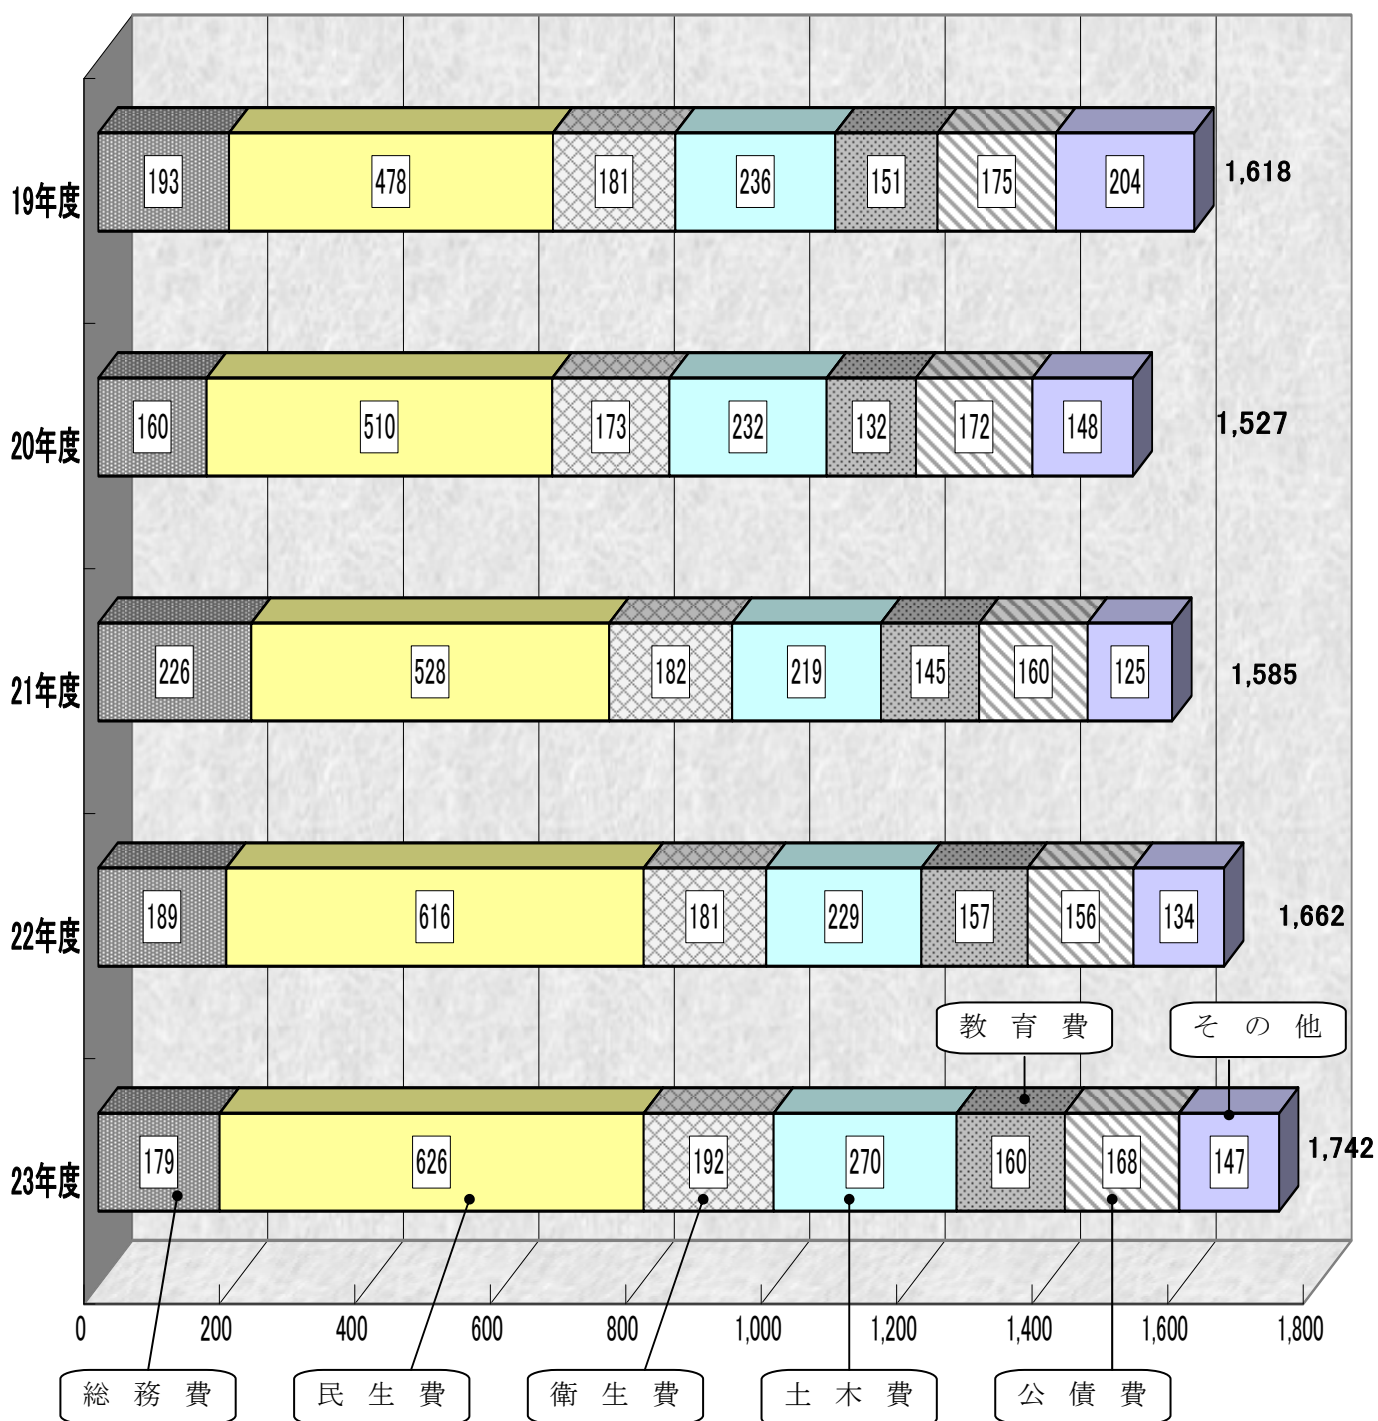 19年度 193 478 181 236 151 175 204 1,618
20年度 160 510 173 232 132 172 148 1,527
21年度 226 528 182 219 145 160 125 1,585
22年度 189 616 181 229 157 156 134 1,662
教育費 その他
23年度 179 626 192 270 160 168 147 1,742
0 200 400 600 800 1,000 1,200 1,400 1,600 1,800
総務費 民生費 衛生費 土木費 公債費